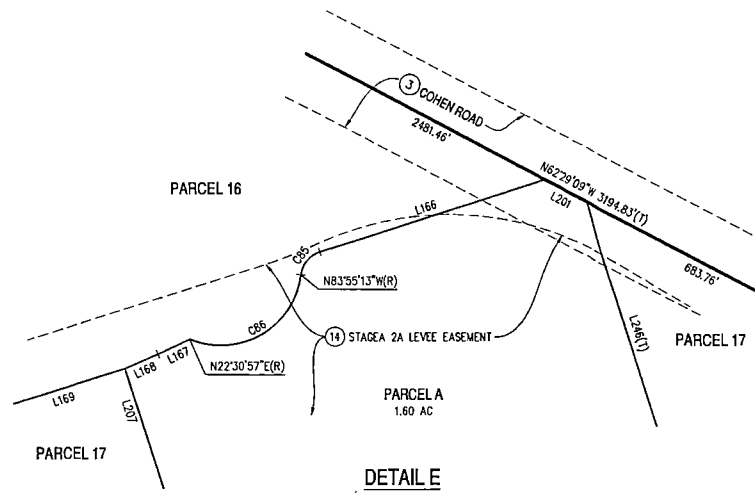 3 COHEN ROAD
2481.46'
N62°29'09"W 3194.83'(T)
PARCEL 16
L166
L201
C85
N83°55'13"W(R)
683.76'
C86
14 STAGEA 2A LEVEE EASEMENT
L246(T)
PARCEL 17
L168
L167
N22°30'57"E(R)
L169
L207
PARCEL A
1.60 AC
PARCEL 17
DETAIL E